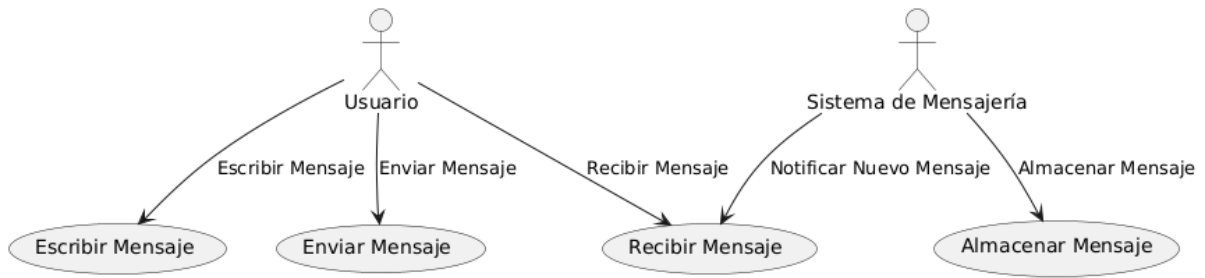 Usuario
Sistema de Mensajería
Escribir Mensaje
Enviar Mensaje
Recibir Mensaje
Notificar Nuevo Mensaje
Almacenar Mensaje
Escribir Mensaje
Enviar Mensaje
Recibir Mensaje
Almacenar Mensaje